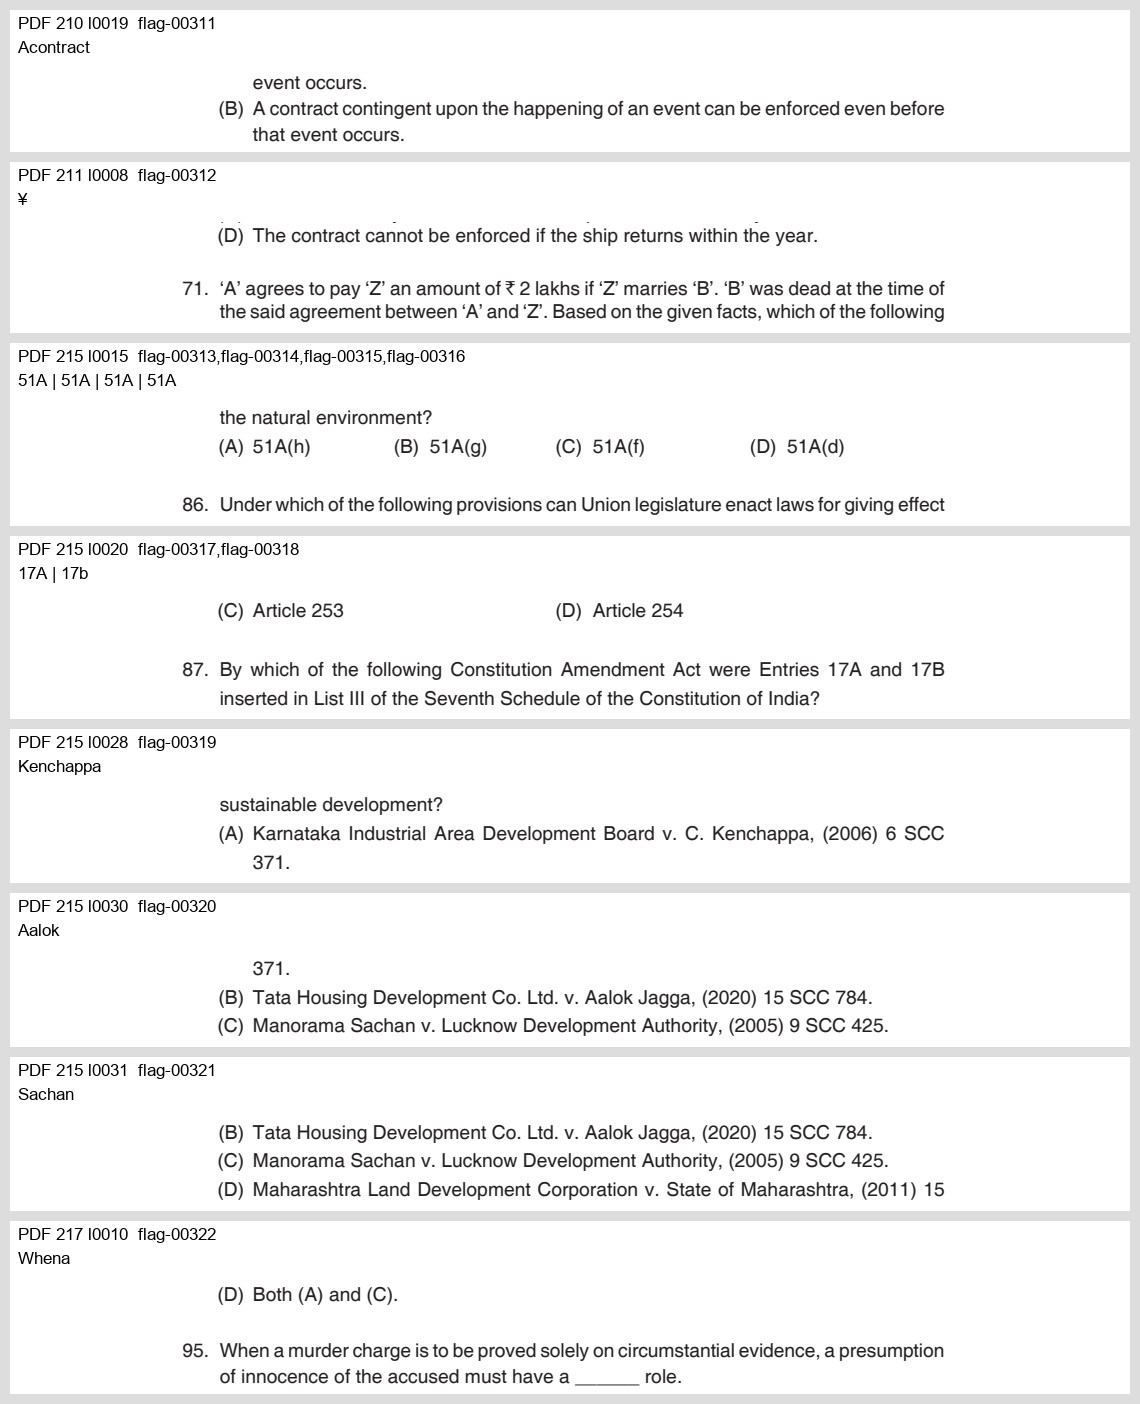 PDF 210 l0019 flag-00311
Acontract
event occurs.
(B) A contract contingent upon the happening of an event can be enforced even before
that event occurs.
PDF 211 l0008 flag-00312
¥
(D) The contract cannot be enforced if the ship returns within the year.
71. ‘A’ agrees to pay ‘Z’ an amount of ₹ 2 lakhs if ‘Z’ marries ‘B’. ‘B’ was dead at the time of
the said agreement between ‘A’ and ‘Z’. Based on the given facts, which of the following
PDF 215 l0015 flag-00313,flag-00314,flag-00315,flag-00316
51A | 51A | 51A | 51A
the natural environment?
(A) 51A(h) (B) 51A(g) (C) 51A(f) (D) 51A(d)
86. Under which of the following provisions can Union legislature enact laws for giving effect
PDF 215 l0020 flag-00317,flag-00318
17A | 17b
(C) Article 253 (D) Article 254
87. By which of the following Constitution Amendment Act were Entries 17A and 17B
inserted in List III of the Seventh Schedule of the Constitution of India?
PDF 215 l0028 flag-00319
Kenchappa
sustainable development?
(A) Karnataka Industrial Area Development Board v. C. Kenchappa, (2006) 6 SCC
371.
PDF 215 l0030 flag-00320
Aalok
371.
(B) Tata Housing Development Co. Ltd. v. Aalok Jagga, (2020) 15 SCC 784.
(C) Manorama Sachan v. Lucknow Development Authority, (2005) 9 SCC 425.
PDF 215 l0031 flag-00321
Sachan
(B) Tata Housing Development Co. Ltd. v. Aalok Jagga, (2020) 15 SCC 784.
(C) Manorama Sachan v. Lucknow Development Authority, (2005) 9 SCC 425.
(D) Maharashtra Land Development Corporation v. State of Maharashtra, (2011) 15
PDF 217 l0010 flag-00322
Whena
(D) Both (A) and (C).
95. When a murder charge is to be proved solely on circumstantial evidence, a presumption
of innocence of the accused must have a ______ role.